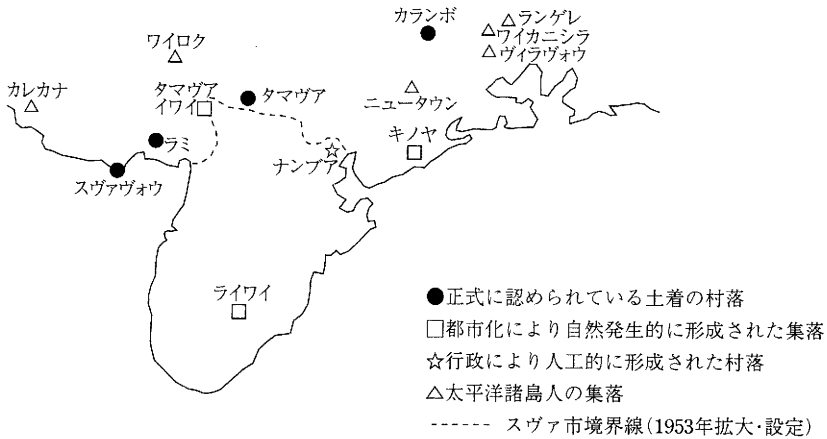 カランボ
ランゲレ
ワイカニシラ
ヴィラヴォウ
ワイロク
カレカナ
タマヴア
イワイ
タマヴア
ニュータウン
キノヤ
ラミ
ナンブア
スヴァヴォウ
ライワイ
●正式に認められている土着の村落
□都市化により自然発生的に形成された集落
☆行政により人工的に形成された村落
△太平洋諸島人の集落
------ スヴァ市境界線(1953年拡大・設定)